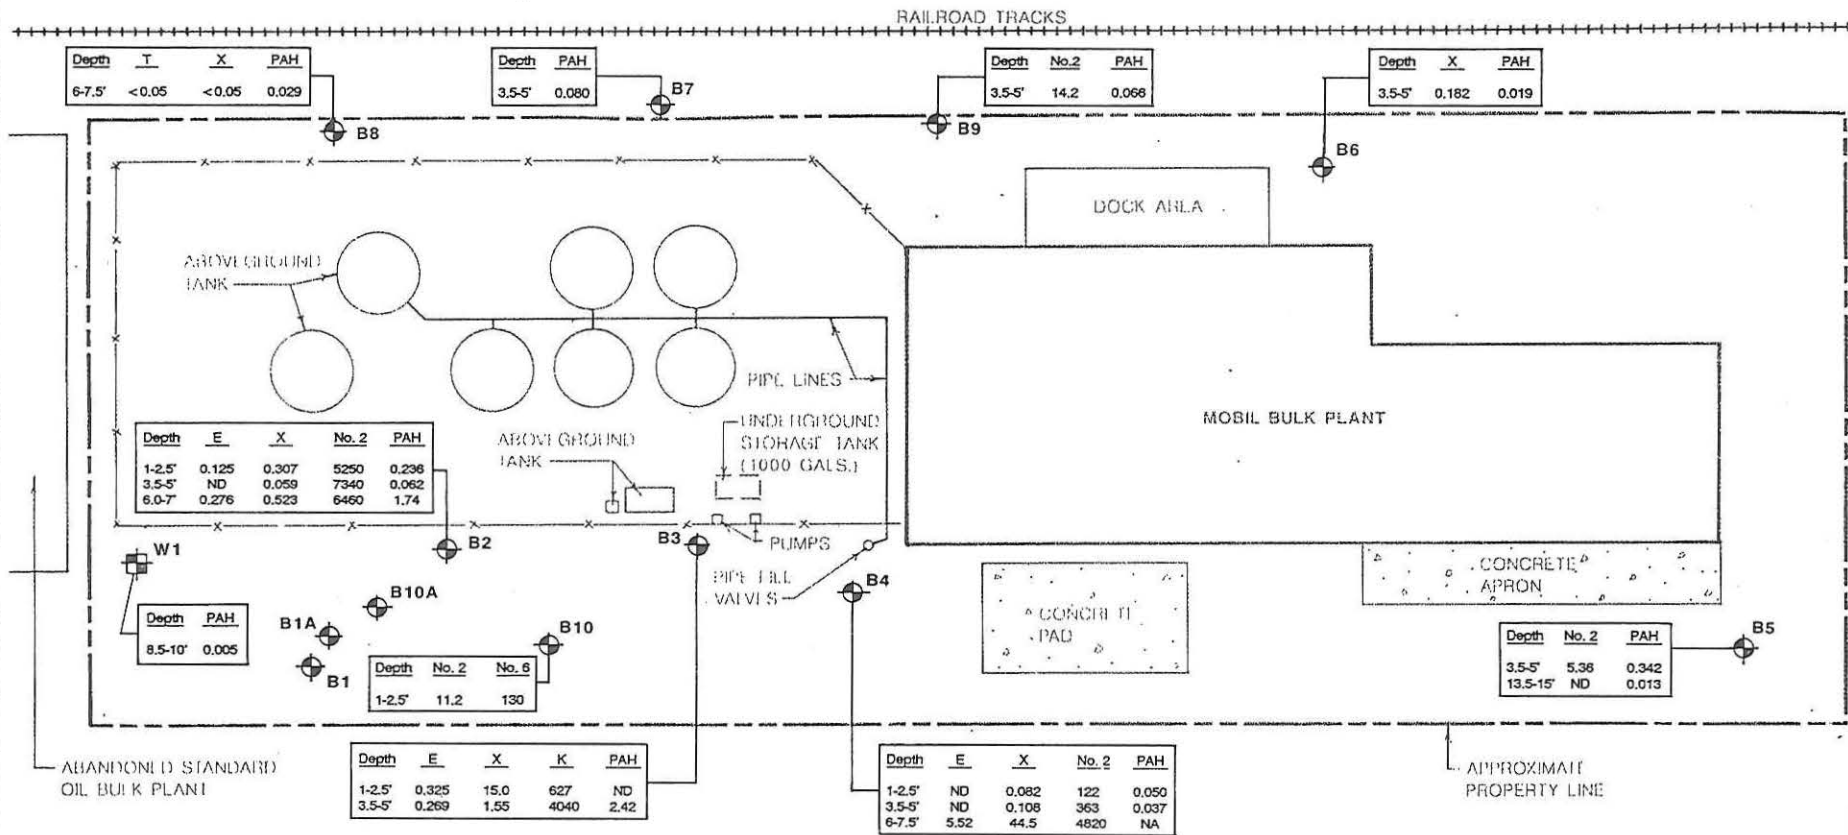 RAILROAD TRACKS
Depth T X PAH
6-7.5' <0.05 <0.05 0.029
B8
Depth PAH
3.5-5' 0.080
B7
Depth No.2 PAH
3.5-5' 14.2 0.066
B9
Depth X PAH
3.5-5' 0.182 0.019
B6
DOCK AREA
ABOVEGROUND
TANK
PIPE LINES
MOBIL BULK PLANT
Depth E X No. 2 PAH
1-2.5' 0.125 0.307 5250 0.236
3.5-5' ND 0.059 7340 0.062
6.0-7' 0.276 0.523 6460 1.74
B2
ABOVEGROUND
TANK
UNDERGROUND
STORAGE TANK
(1000 GALS.)
W1
B3
PUMPS
PIPE FILL
VALVES
B4
CONCRETE
APRON
CONCRETE
PAD
Depth PAH
8.5-10' 0.005
B10A
B1A
B1
B10
Depth No. 2 No. 6
1-2.5' 11.2 130
Depth No. 2 PAH
3.5-5' 5.36 0.342
13.5-15' ND 0.013
B5
ABANDONED STANDARD
OIL BULK PLANT
Depth E X K PAH
1-2.5' 0.325 15.0 627 ND
3.5-5' 0.269 1.55 4040 2.42
Depth E X No. 2 PAH
1-2.5' ND 0.082 122 0.050
3.5-5' ND 0.108 363 0.037
6-7.5' 5.52 44.5 4820 NA
APPROXIMATE
PROPERTY LINE